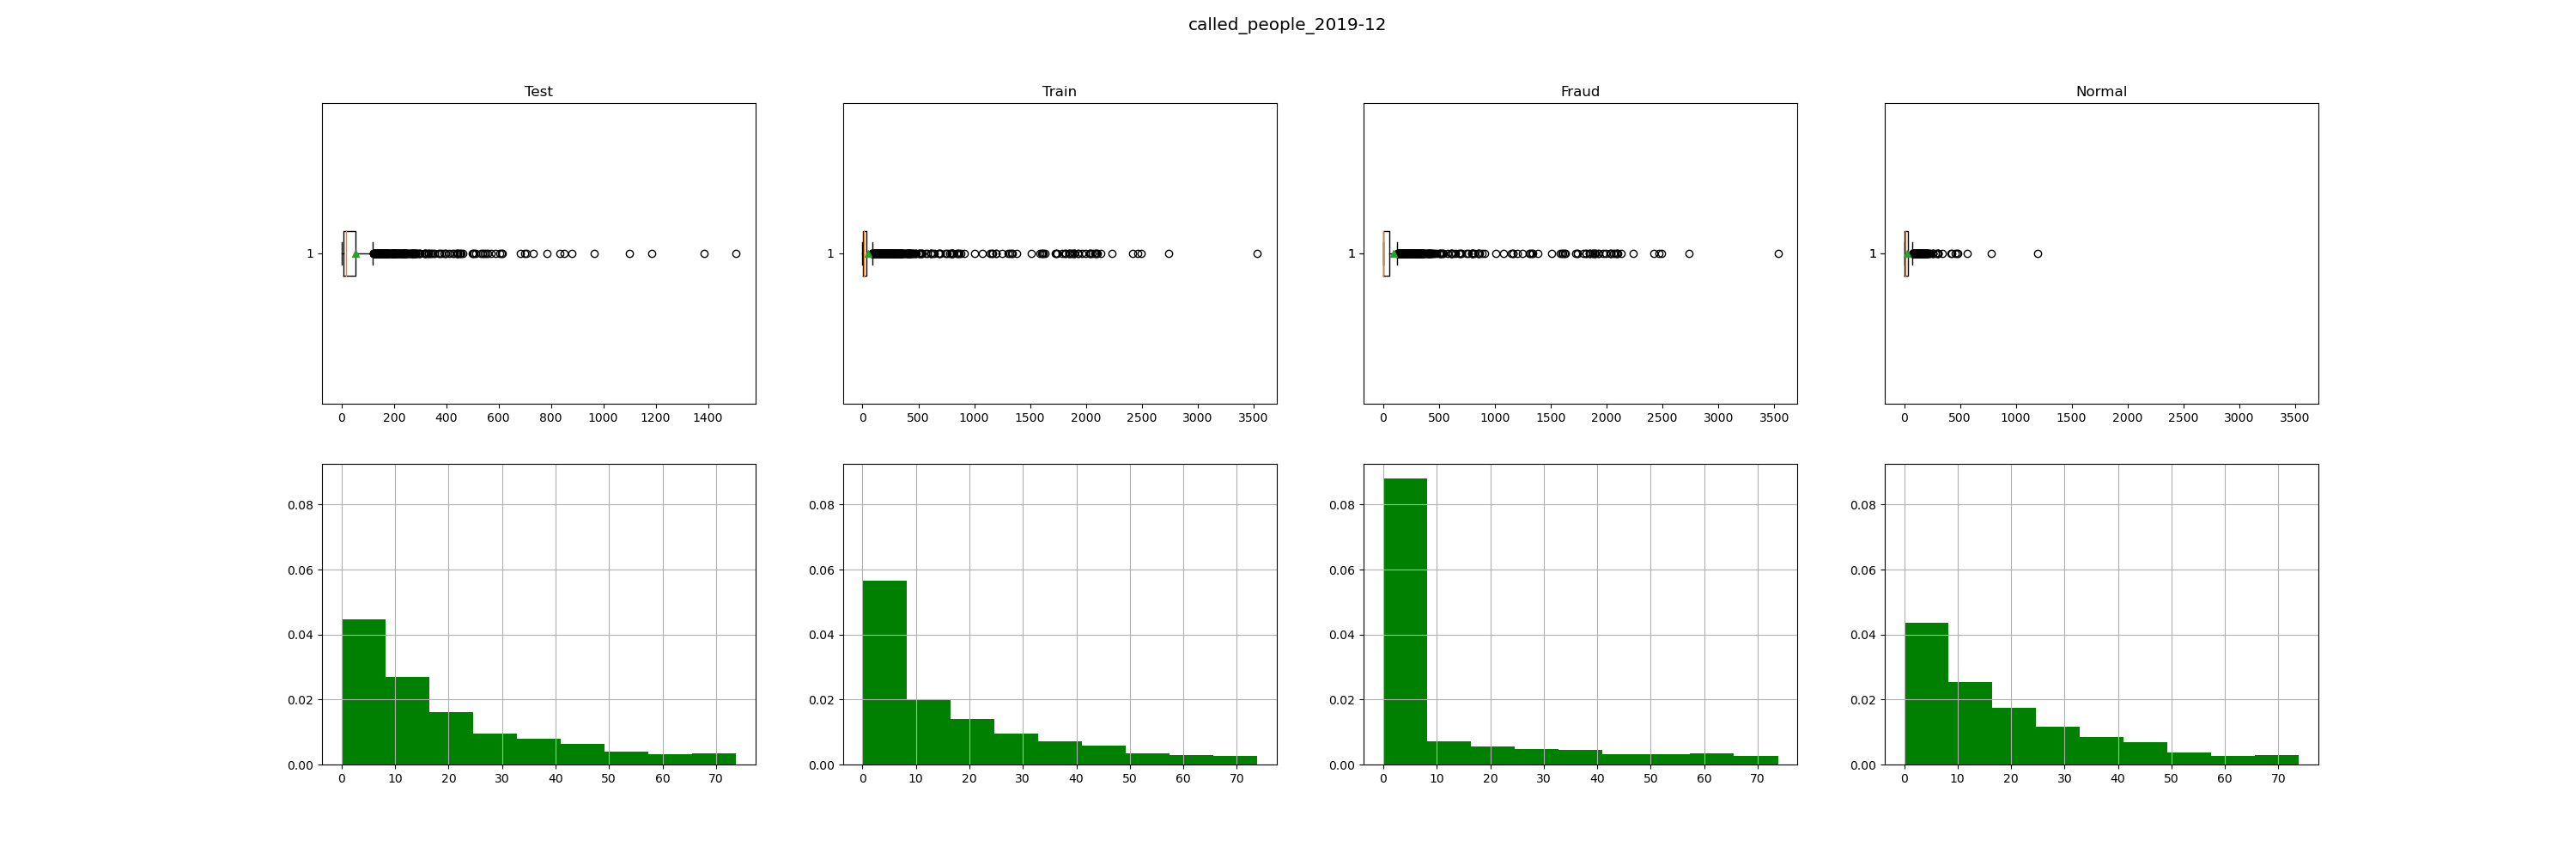 called_people_2019-12
Test Train Fraud Normal
1 1 1 1
0 200 400 600 800 1000 1200 1400 0 500 1000 1500 2000 2500 3000 3500 0 500 1000 1500 2000 2500 3000 3500 0 500 1000 1500 2000 2500 3000 3500
0.08 0.08 0.08 0.08
0.06 0.06 0.06 0.06
0.04 0.04 0.04 0.04
0.02 0.02 0.02 0.02
0.00 0.00 0.00 0.00
0 10 20 30 40 50 60 70 0 10 20 30 40 50 60 70 0 10 20 30 40 50 60 70 0 10 20 30 40 50 60 70